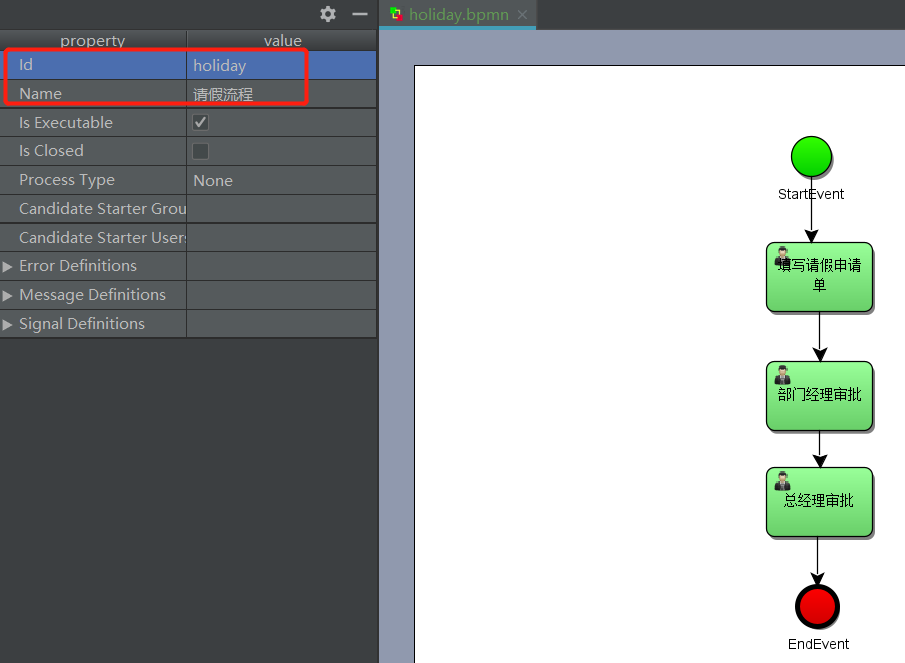 holiday.bpmn
property value
Id holiday
Name 请假流程
Is Executable
Is Closed
Process Type None
Candidate Starter Grou
Candidate Starter Users
Error Definitions
Message Definitions
Signal Definitions
StartEvent
填写请假申请
单
部门经理审批
总经理审批
EndEvent